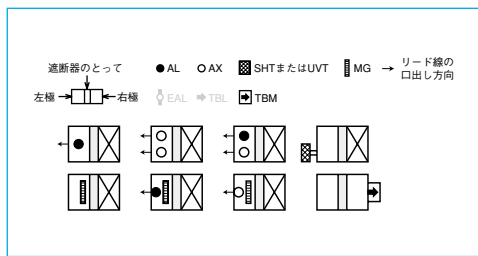 遮断器のとって
AL
AX
SHTまたはUVT
MG
リード線の
口出し方向
左極
右極
EAL
TBL
TBM